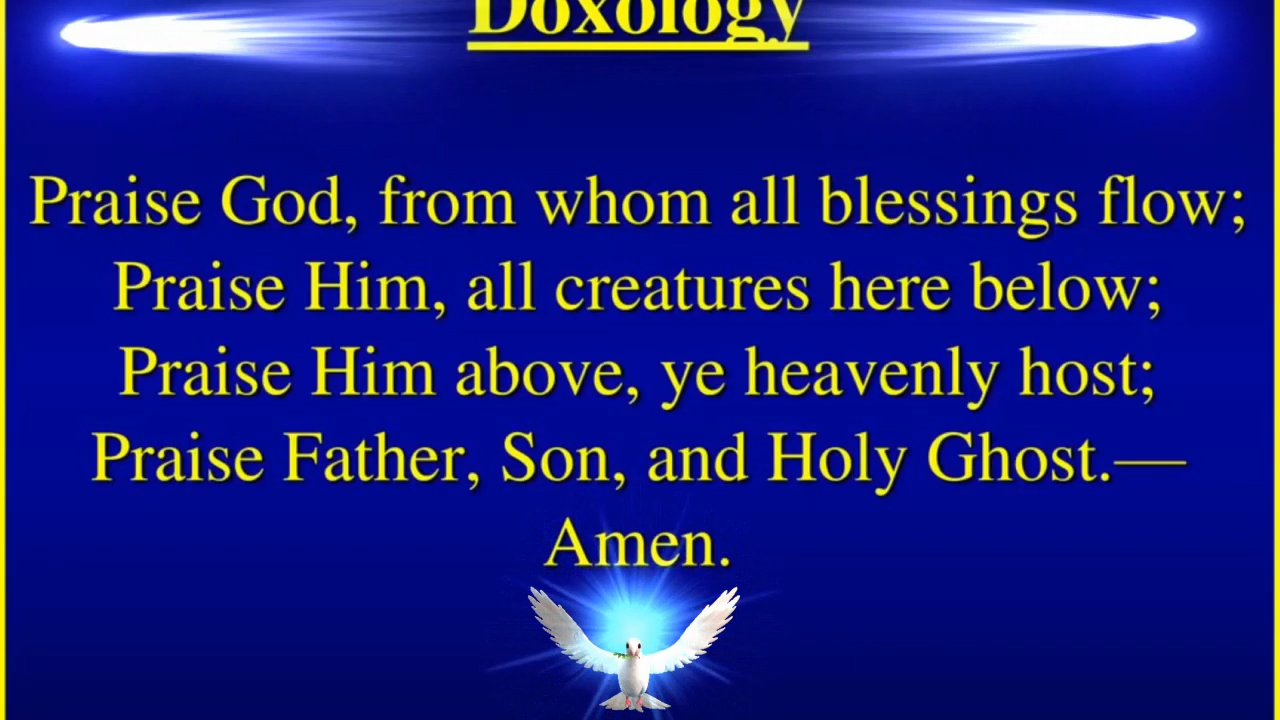 Doxology
Praise God, from whom all blessings flow;
Praise Him, all creatures here below;
Praise Him above, ye heavenly host;
Praise Father, Son, and Holy Ghost.—
Amen.